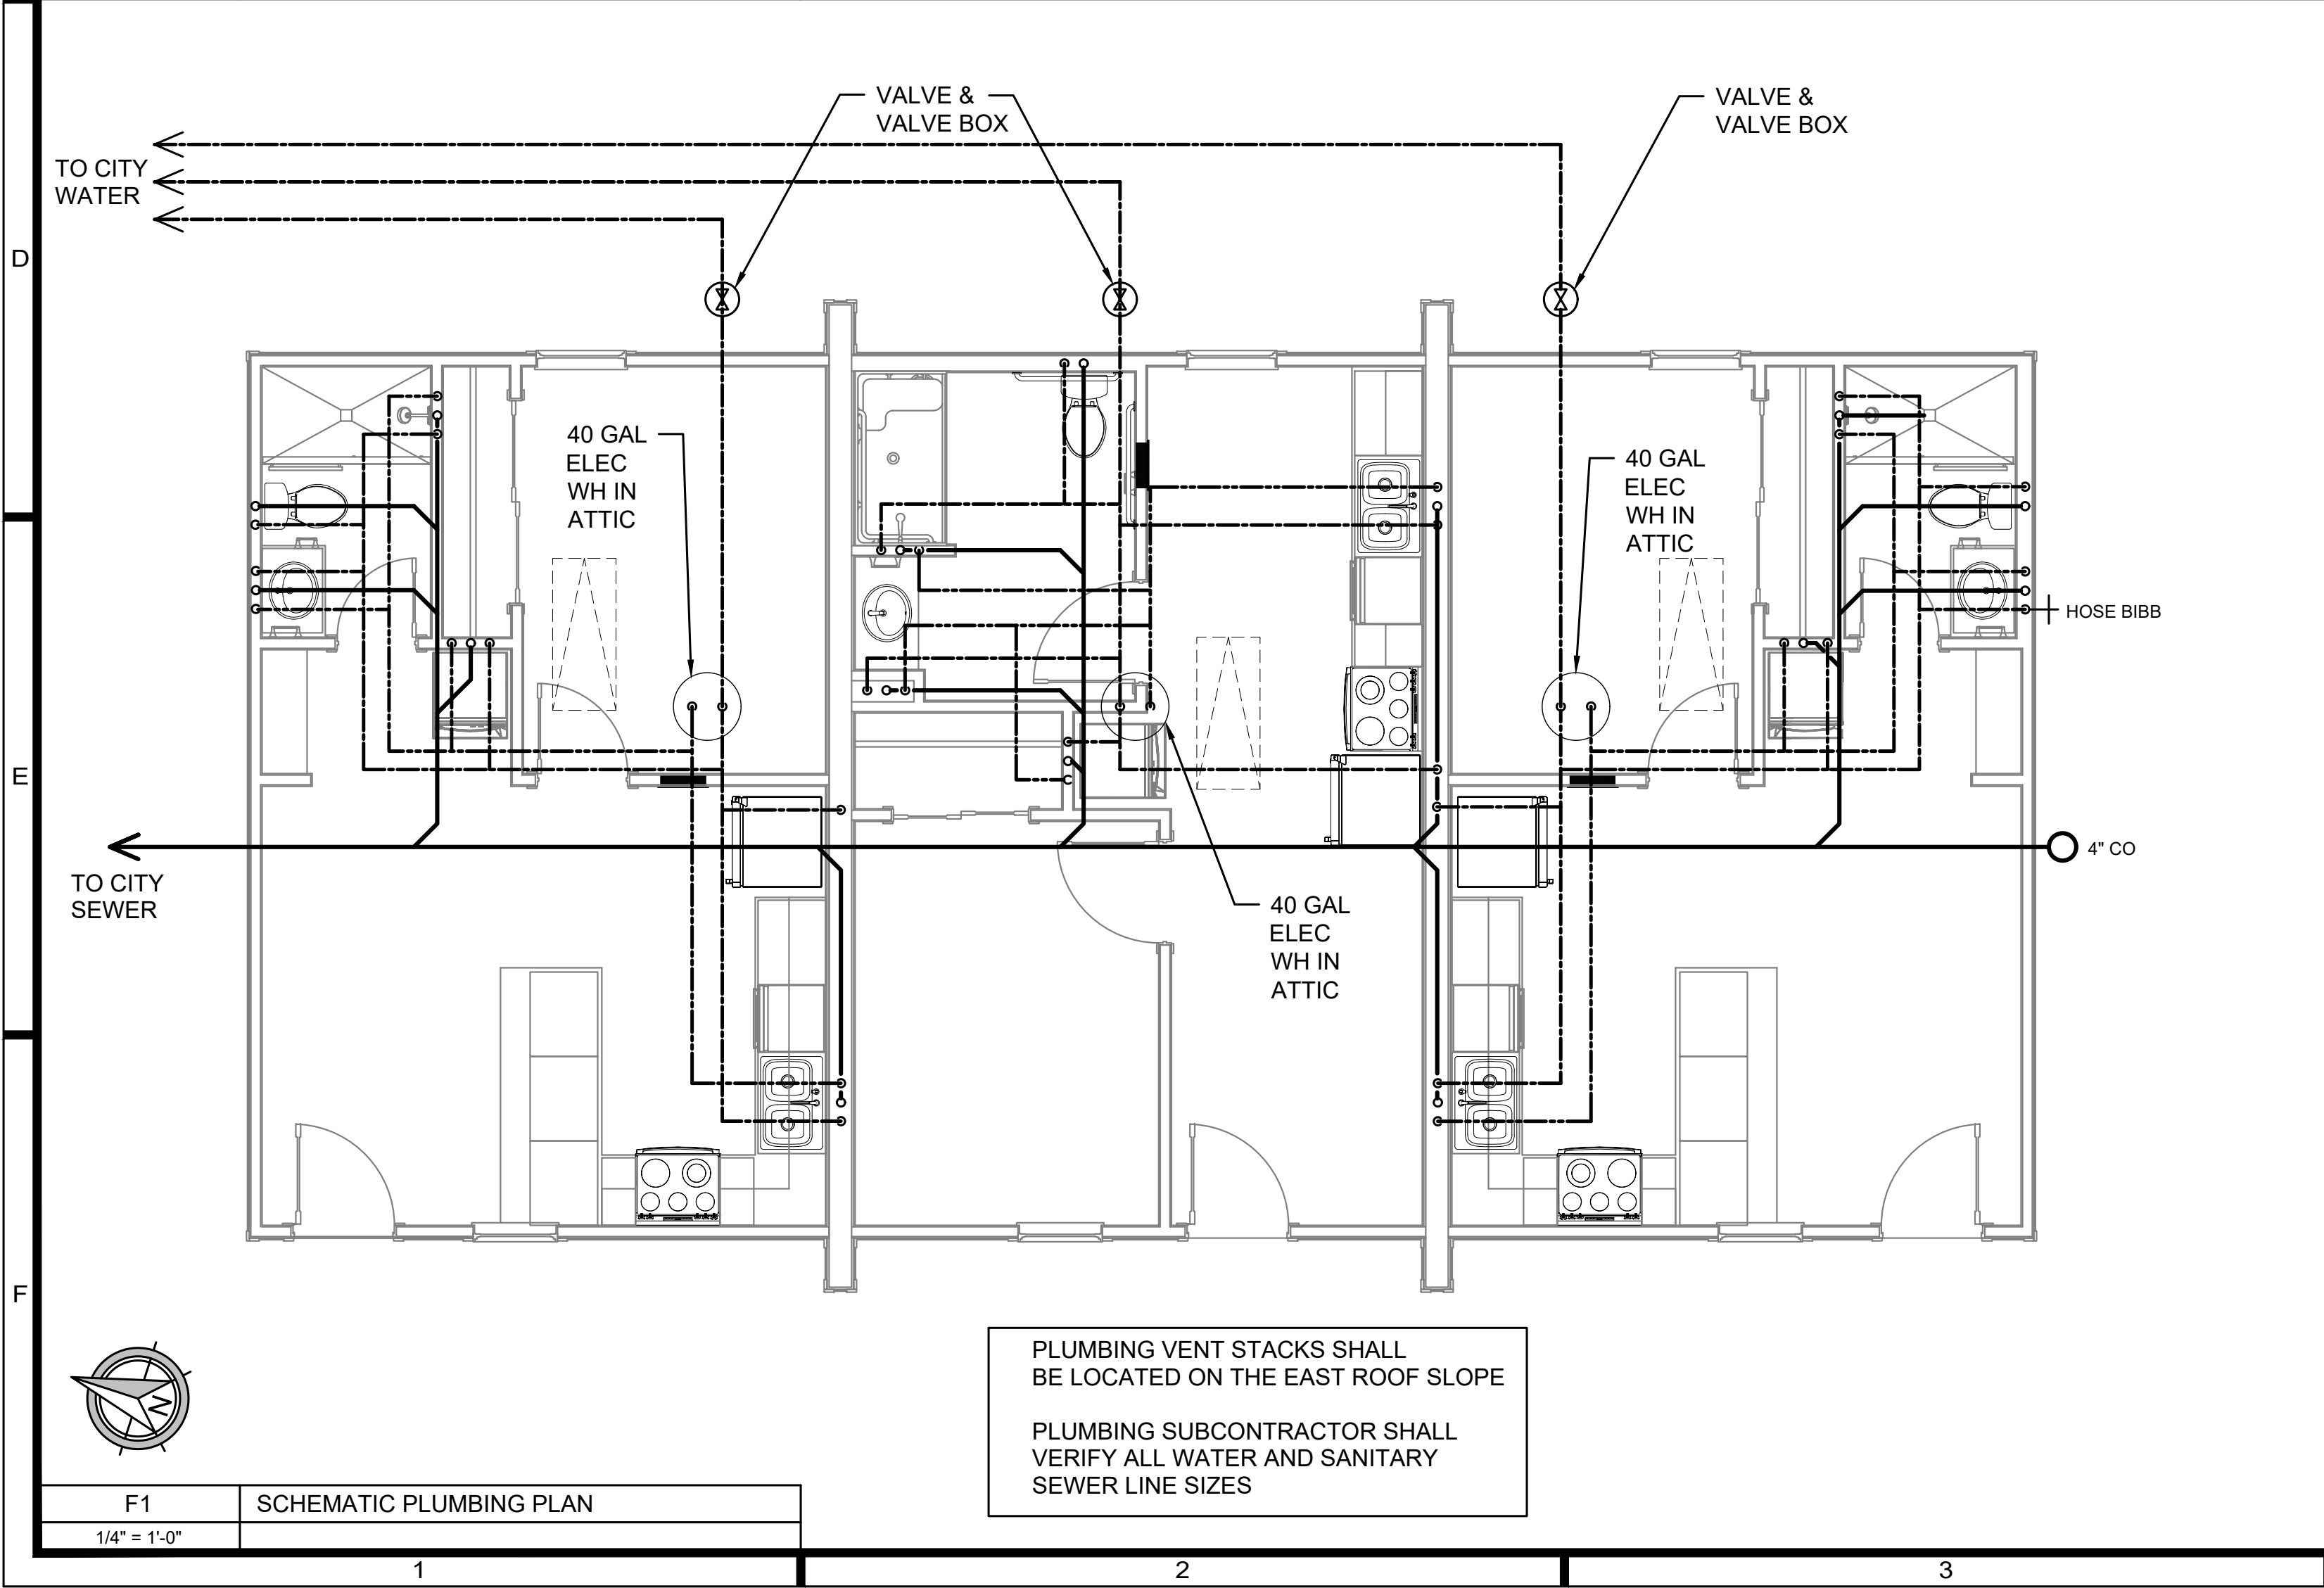 VALVE &
VALVE BOX
VALVE &
VALVE BOX
TO CITY
WATER
D
40 GAL
ELEC
WH IN
ATTIC
40 GAL
ELEC
WH IN
ATTIC
HOSE BIBB
E
4" CO
TO CITY
SEWER
40 GAL
ELEC
WH IN
ATTIC
F
N
PLUMBING VENT STACKS SHALL
BE LOCATED ON THE EAST ROOF SLOPE
PLUMBING SUBCONTRACTOR SHALL
VERIFY ALL WATER AND SANITARY
SEWER LINE SIZES
F1
SCHEMATIC PLUMBING PLAN
1/4" = 1'-0"
1
2
3